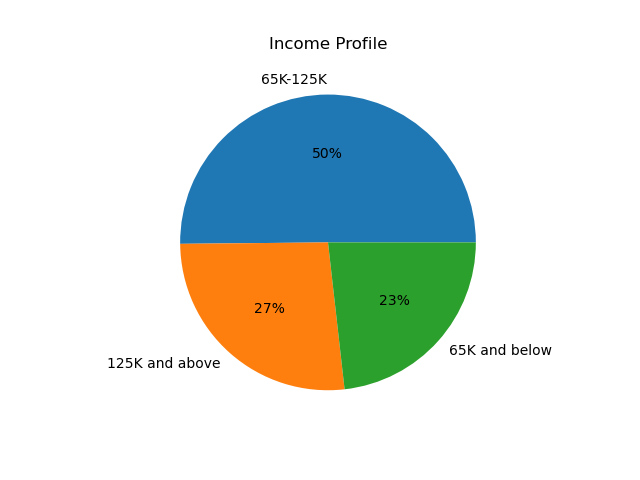 Income Profile
65K-125K
50%
27%
23%
65K and below
125K and above